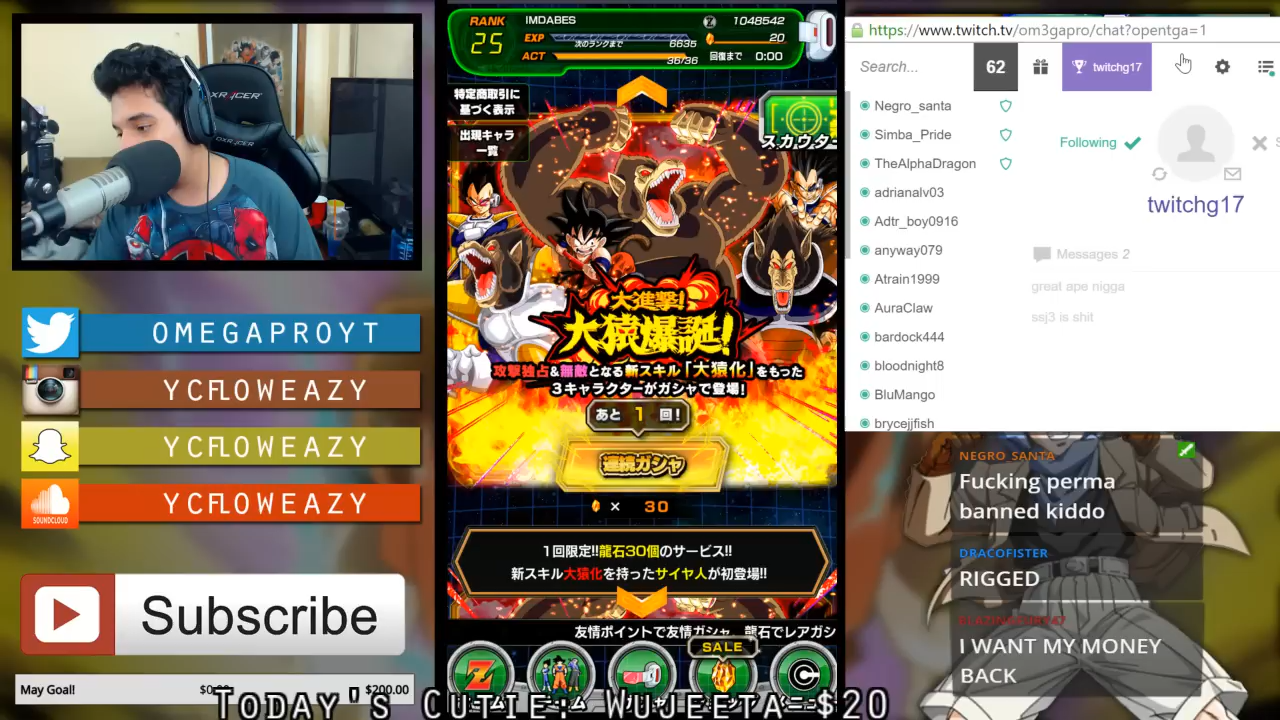 DXRACER
DXRACER
OMEGAPROYT
YCFLOWEAZY
YCFLOWEAZY
SOUNDCLOUD
YCFLOWEAZY
Subscribe
May Goal!
$200.00
Today's Cutie: Wujeeta=$20
RANK
25
IMDABES
1048542
EXP
次のランクまで
6635
20
ACT
36/36
回復まで
0:00
特定商取引に
基づく表示
出現キャラ
一覧
スカウター
大進撃!
大猿爆誕!
攻撃独占&無敵となる新スキル「大猿化」をもった
3キャラクターがガシャで登場!
あと 1 回!
連続ガシャ
× 30
1回限定!!龍石30個のサービス!!
新スキル大猿化を持ったサイヤ人が初登場!!
友情ポイントで友情ガシャ 龍石でレアガシ
SALE
https://www.twitch.tv/om3gapro/chat?opentga=1
Search...
62
twitchg17
Negro_santa
Simba_Pride
TheAlphaDragon
adrianalv03
Adtr_boy0916
anyway079
Atrain1999
AuraClaw
bardock444
bloodnight8
BluMango
brycejjfish
Following
twitchg17
Messages 2
great ape nigga
ssj3 is shit
NEGRO SANTA
Fucking perma
banned kiddo
DRACOFISTER
RIGGED
I WANT MY MONEY
BACK